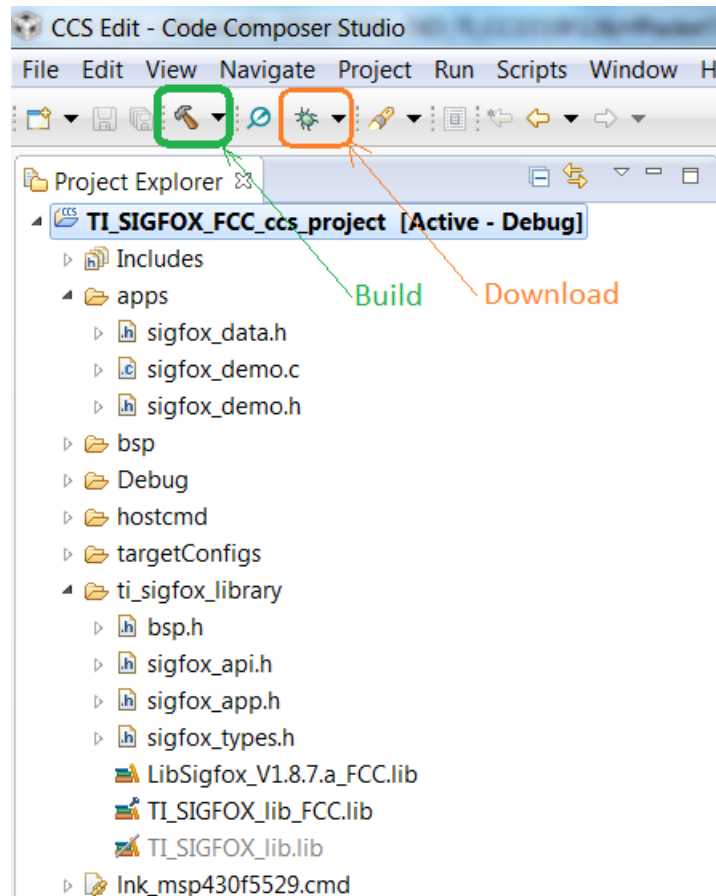 CCS Edit - Code Composer Studio
File Edit View Navigate Project Run Scripts Window H
Project Explorer
TI_SIGFOX_FCC_ccs_project [Active - Debug]
Includes
apps
Build Download
sigfox_data.h
sigfox_demo.c
sigfox_demo.h
bsp
Debug
hostcmd
targetConfigs
ti_sigfox_library
bsp.h
sigfox_api.h
sigfox_app.h
sigfox_types.h
LibSigfox_V1.8.7.a_FCC.lib
TI_SIGFOX_lib_FCC.lib
TI_SIGFOX_lib.lib
lnk_msp430f5529.cmd